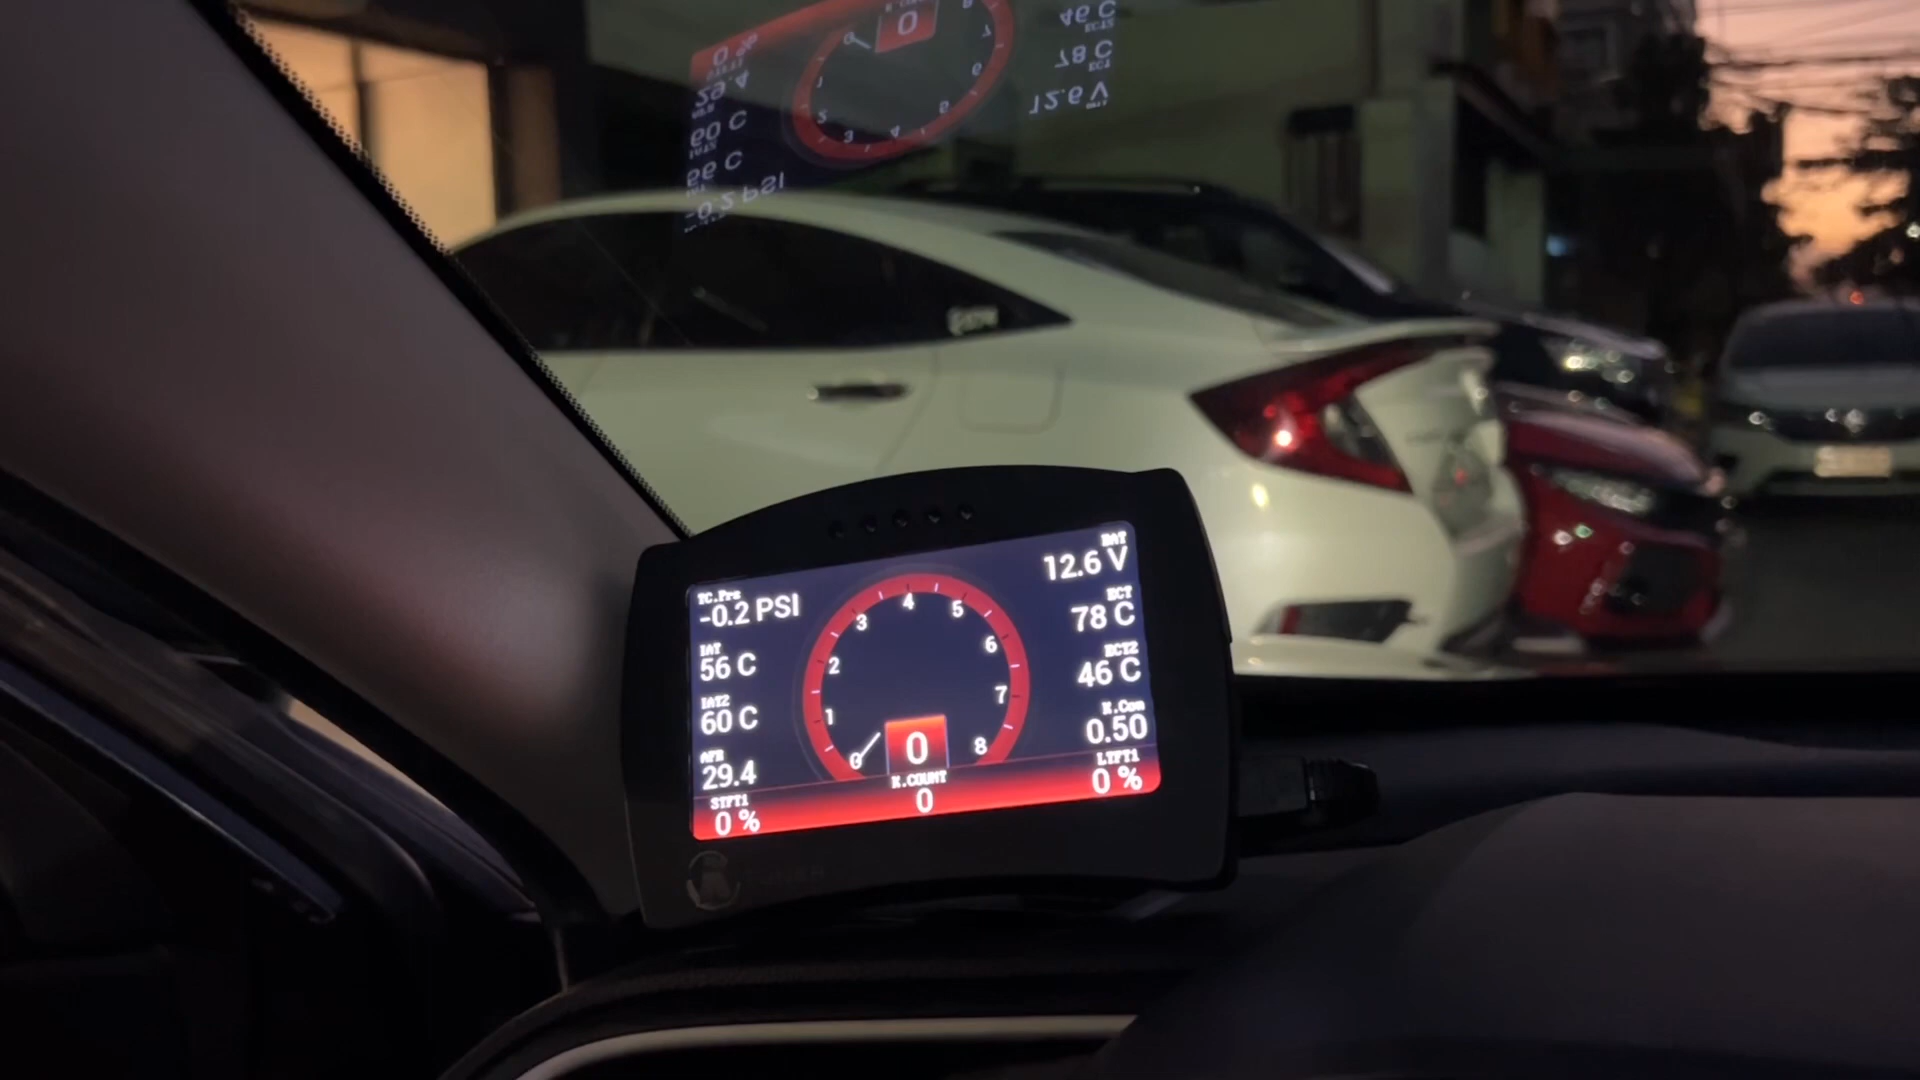 TC.Prs
-0.2 PSI
IAT
56 C
IAT2
60 C
AFR
29.4
STFT1
0 %
0
1
2
3
4
5
6
7
8
0
K.COUNT
0
BAT
12.6 V
ECT
78 C
ECT2
46 C
K.Con
0.50
LTFT1
0 %